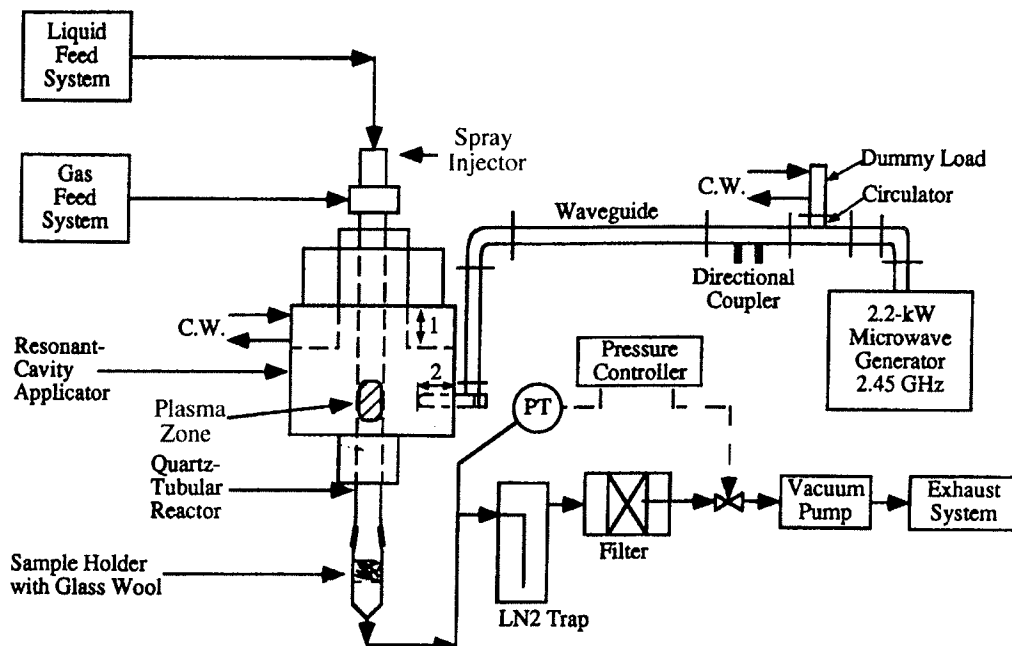 Liquid
Feed
System
Gas
Feed
System
Spray
Injector
Dummy Load
C.W.
Circulator
Waveguide
Directional
Coupler
2.2-kW
Microwave
Generator
2.45 GHz
C.W.
1
2
Resonant-
Cavity
Applicator
Plasma
Zone
Quartz-
Tubular
Reactor
Pressure
Controller
PT
Vacuum
Pump
Exhaust
System
Filter
Sample Holder
with Glass Wool
LN2 Trap